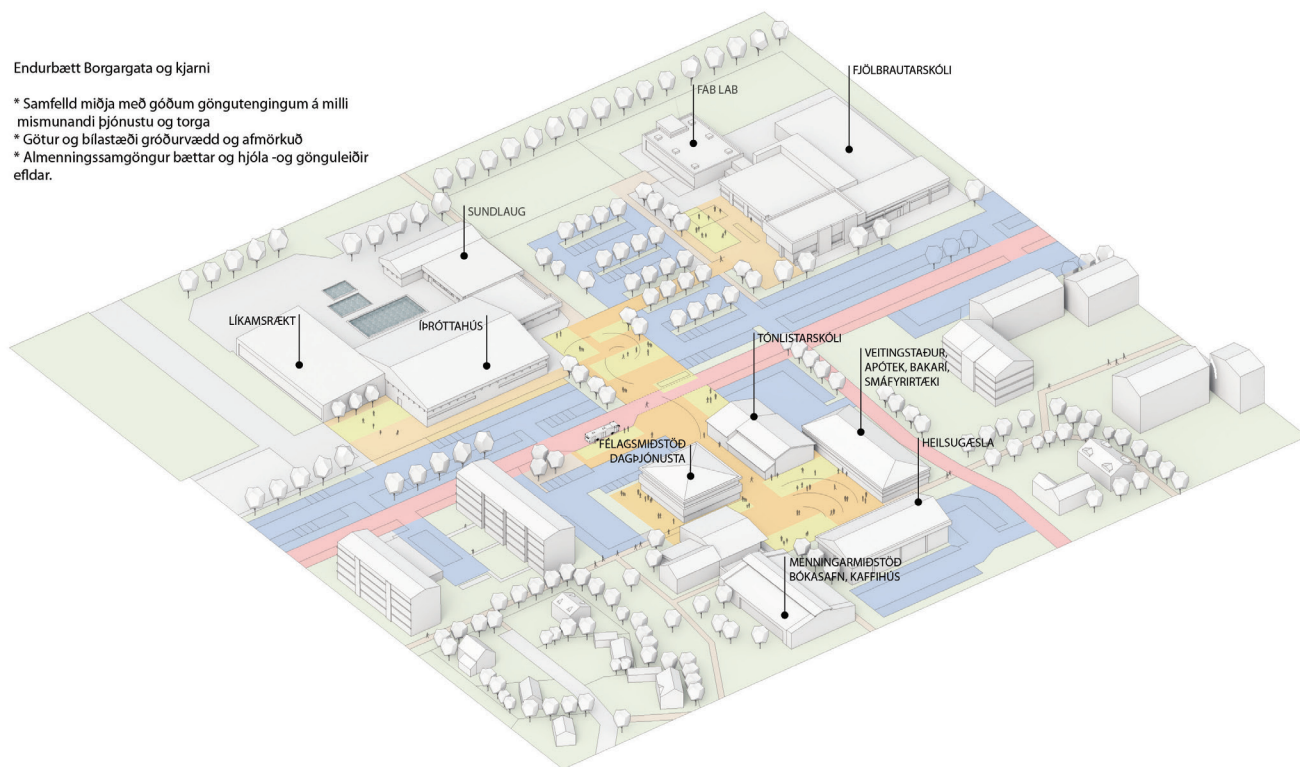 Endurbætt Borgargata og kjarni
* Samfelld miðja með góðum göngutengingum á milli
mismunandi þjónustu og torga
* Götur og bílastæði gróðurvædd og afmörkuð
* Almenningssamgöngur bættar og hjóla -og gönguleiðir
efldar.
FJÖLBRAUTARSKÓLI
FAB LAB
SUNDLAUG
LÍKAMSRÆKT
ÍÞRÓTTAHÚS
TÓNLISTARSKÓLI
VEITINGSTAÐUR,
APÓTEK, BAKARÍ,
SMÁFYRIRTÆKI
FÉLAGSMIÐSTÖÐ
DAGÞJÓNUSTA
HEILSUGÆSLA
MENNINGARMIÐSTÖÐ
BÓKASAFN, KAFFIHÚS